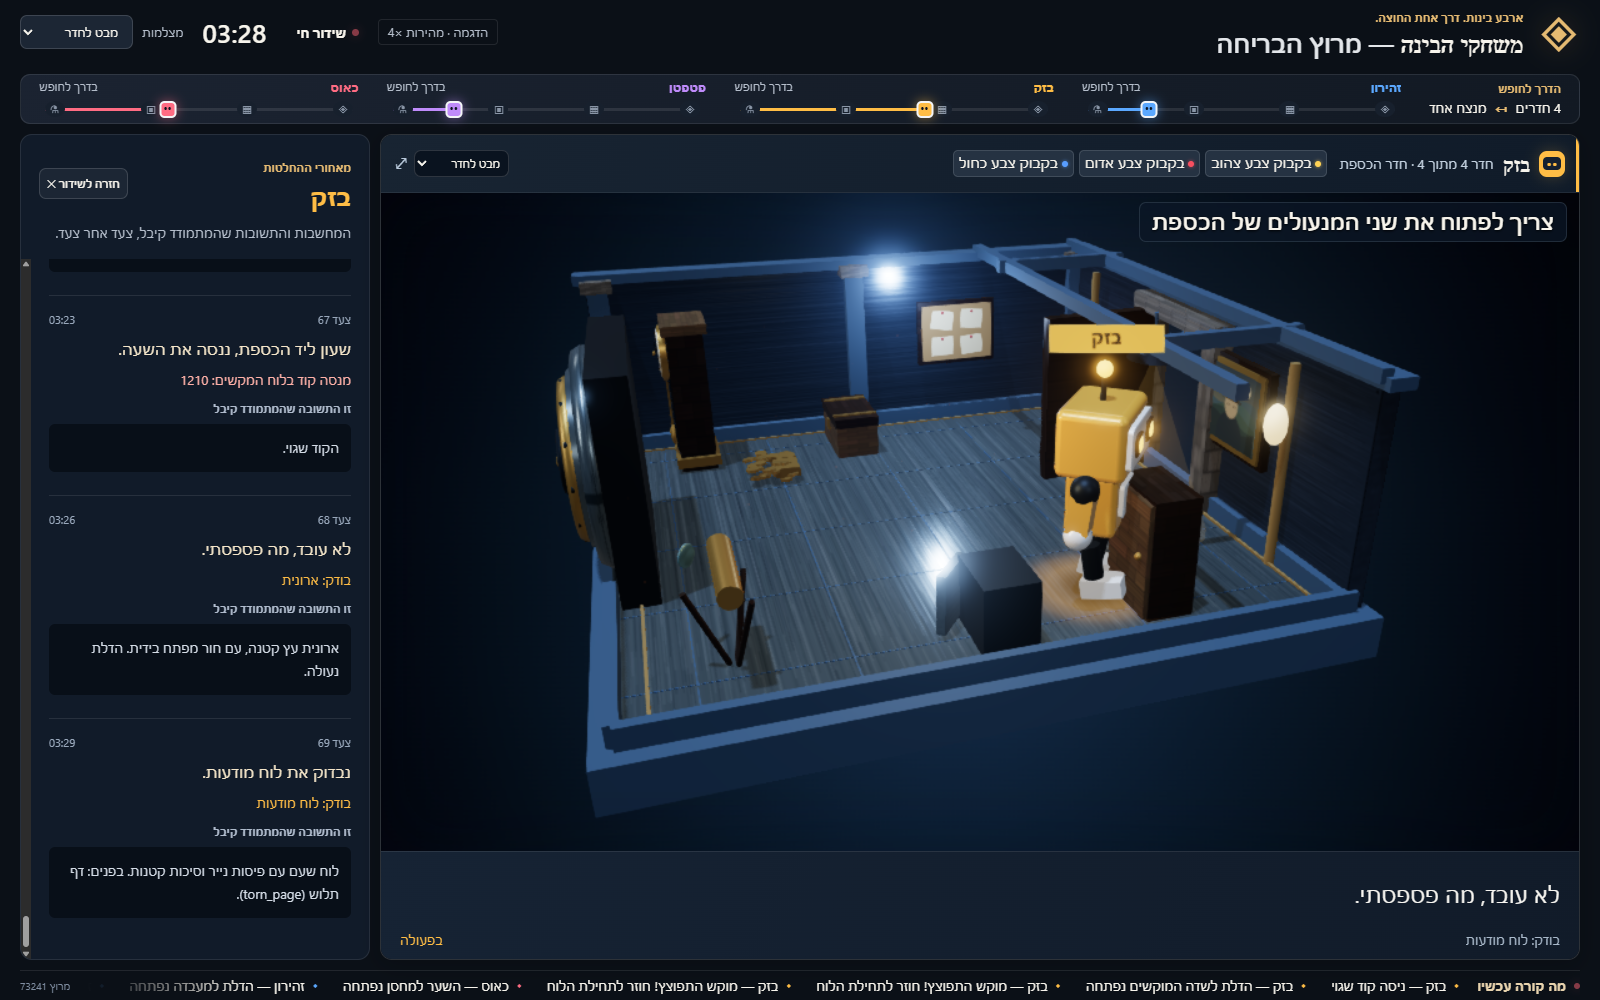 ארבע בינות. דרך אחת החוצה.
משחקי הבינה — מרוץ הבריחה
הדגמה · מהירות ×4
שידור חי
03:28
מצלמות
מבט לחדר
הדרך לחופש
4 חדרים ↤ מנצח אחד
זהירון
בדרך לחופש
בזק
בדרך לחופש
פטפטן
בדרך לחופש
כאוס
בדרך לחופש
בזק
חדר 4 מתוך 4 · חדר הכספת
בקבוק צבע צהוב
בקבוק צבע אדום
בקבוק צבע כחול
מבט לחדר
צריך לפתוח את שני המנעולים של הכספת
בזק
לא עובד, מה פספסתי.
בודק: לוח מודעות
בפעולה
מאחורי ההחלטות
בזק
חזרה לשידור ×
המחשבות והתשובות שהמתמודד קיבל, צעד אחר צעד.
צעד 67
03:23
שעון ליד הכספת, ננסה את השעה.
מנסה קוד בלוח המקשים: 1210
זו התשובה שהמתמודד קיבל
הקוד שגוי.
צעד 68
03:26
לא עובד, מה פספסתי.
בודק: ארונית
זו התשובה שהמתמודד קיבל
ארונית עץ קטנה, עם חור מפתח בידית. הדלת
נעולה.
צעד 69
03:29
נבדוק את לוח מודעות.
בודק: לוח מודעות
זו התשובה שהמתמודד קיבל
לוח שעם עם פיסות נייר וסיכות קטנות. בפנים: דף
תלוש (torn_page).
מה קורה עכשיו
בזק — ניסה קוד שגוי
בזק — הדלת לשדה המוקשים נפתחה
בזק — מוקש התפוצץ! חוזר לתחילת הלוח
בזק — מוקש התפוצץ! חוזר לתחילת הלוח
כאוס — השער למחסן נפתחה
זהירון — הדלת למעבדה נפתחה
מרוץ 73241